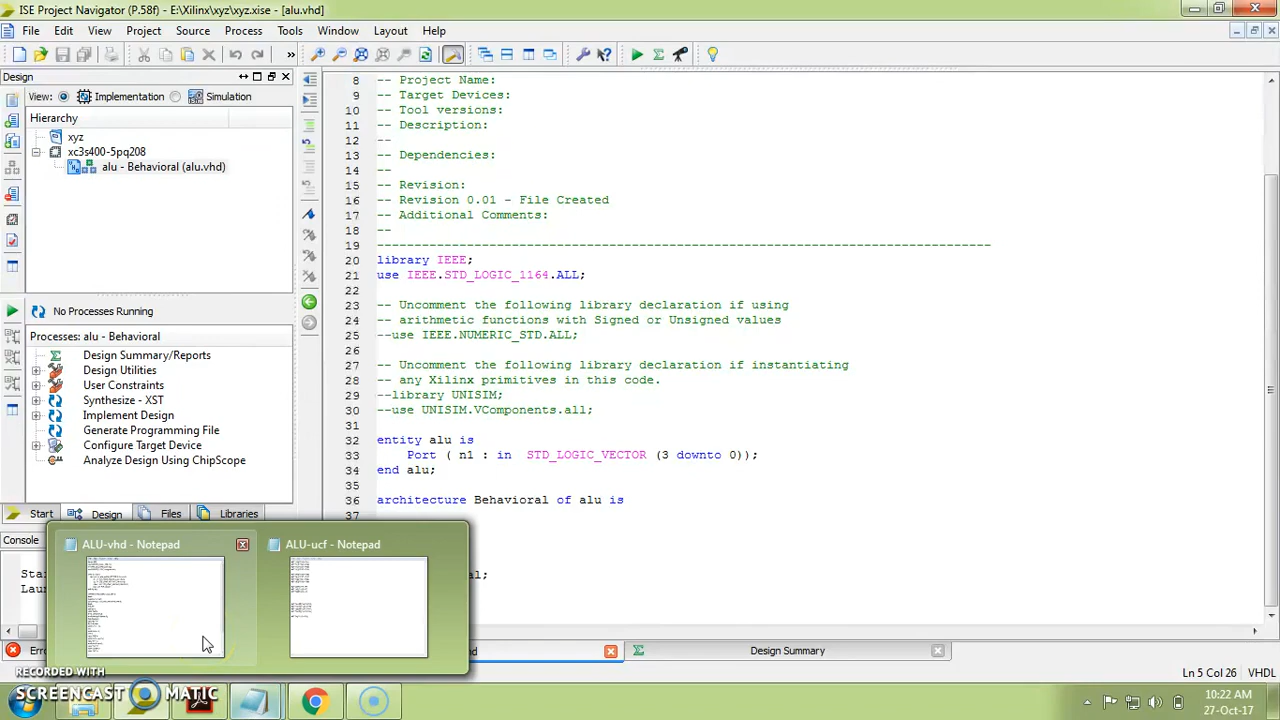 ISE Project Navigator (P.58f) - E:\Xilinx\xyz\xyz.xise - [alu.vhd]
File Edit View Project Source Process Tools Window Layout Help
Design
View: Implementation Simulation
Hierarchy
xyz
xc3s400-5pq208
alu - Behavioral (alu.vhd)
No Processes Running
Processes: alu - Behavioral
Design Summary/Reports
Design Utilities
User Constraints
Synthesize - XST
Implement Design
Generate Programming File
Configure Target Device
Analyze Design Using ChipScope
Start Design Files Libraries
Console
8 -- Project Name:
9 -- Target Devices:
10 -- Tool versions:
11 -- Description:
12 --
13 -- Dependencies:
14 --
15 -- Revision:
16 -- Revision 0.01 - File Created
17 -- Additional Comments:
18 --
19 ----------------------------------------------------------------------------------
20 library IEEE;
21 use IEEE.STD_LOGIC_1164.ALL;
22
23 -- Uncomment the following library declaration if using
24 -- arithmetic functions with Signed or Unsigned values
25 --use IEEE.NUMERIC_STD.ALL;
26
27 -- Uncomment the following library declaration if instantiating
28 -- any Xilinx primitives in this code.
29 --library UNISIM;
30 --use UNISIM.VComponents.all;
31
32 entity alu is
33 Port ( n1 : in STD_LOGIC_VECTOR (3 downto 0));
34 end alu;
35
36 architecture Behavioral of alu is
37
ALU-vhd - Notepad
ALU-ucf - Notepad
Design Summary
Ln 5 Col 26 VHDL
RECORDED WITH
SCREENCAST MATIC
10:22 AM
27-Oct-17